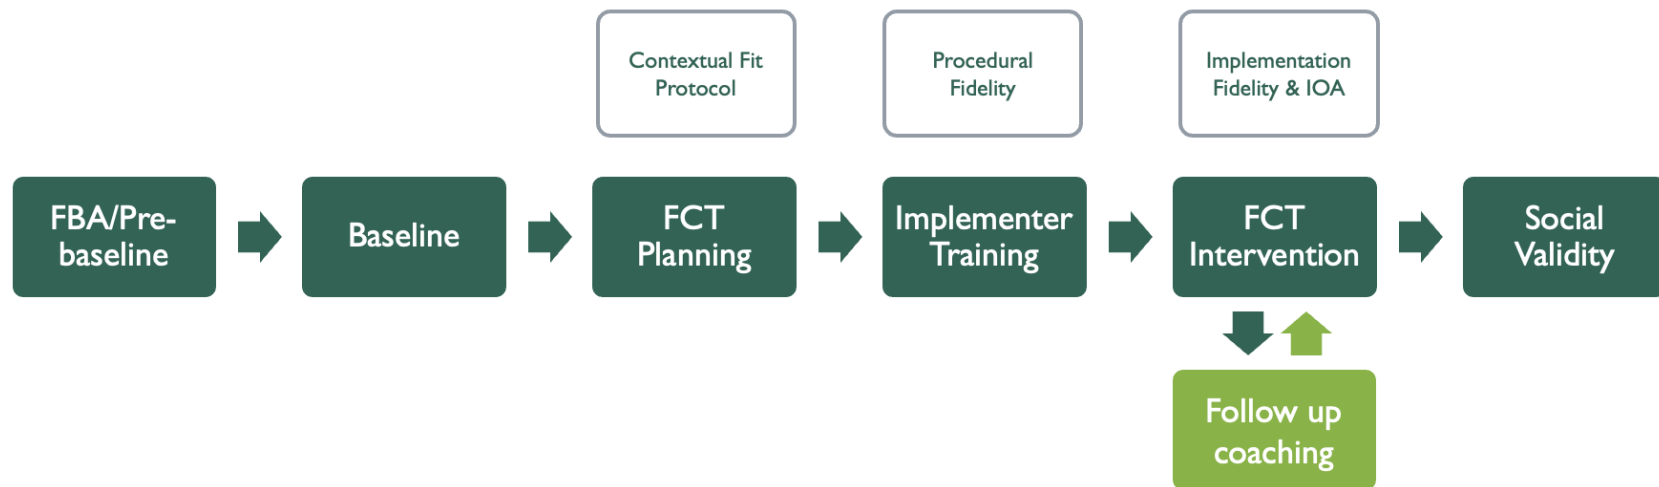 Contextual Fit
Protocol
Procedural
Fidelity
Implementation
Fidelity & IOA
FBA/Pre-
baseline
Baseline
FCT
Planning
Implementer
Training
FCT
Intervention
Social
Validity
Follow up
coaching